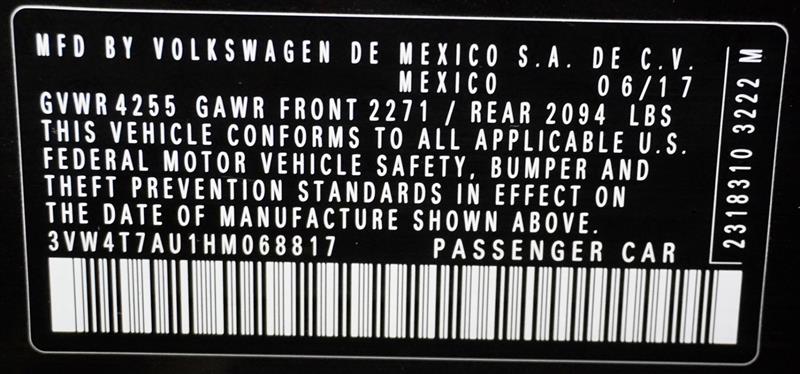 MFD BY VOLKSWAGEN DE MEXICO S.A. DE C.V.
MEXICO 06/17
GVWR 4255 GAWR FRONT 2271 / REAR 2094 LBS
THIS VEHICLE CONFORMS TO ALL APPLICABLE U.S.
FEDERAL MOTOR VEHICLE SAFETY, BUMPER AND
THEFT PREVENTION STANDARDS IN EFFECT ON
THE DATE OF MANUFACTURE SHOWN ABOVE.
3VW4T7AU1HM068817 PASSENGER CAR
2318310 3222 M